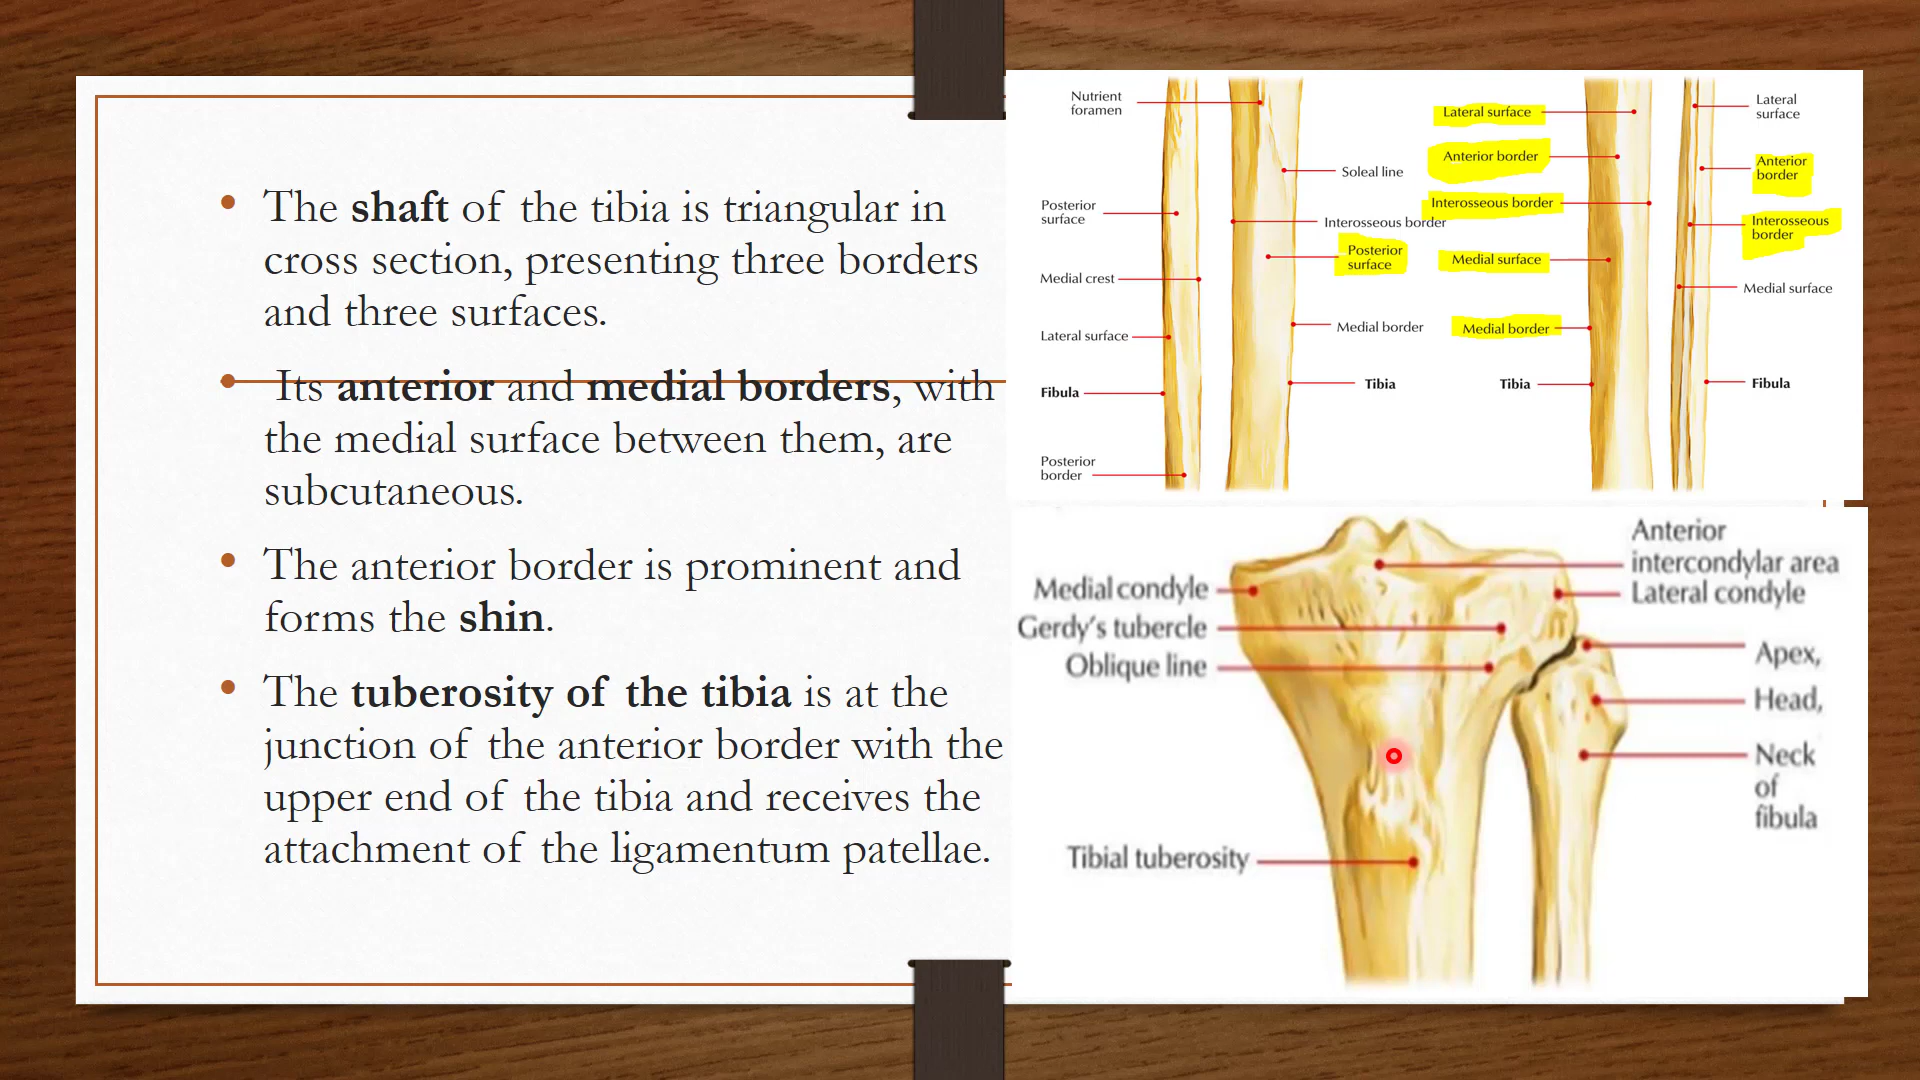 • The shaft of the tibia is triangular in
cross section, presenting three borders
and three surfaces.
• Its anterior and medial borders, with
the medial surface between them, are
subcutaneous.
• The anterior border is prominent and
forms the shin.
• The tuberosity of the tibia is at the
junction of the anterior border with the
upper end of the tibia and receives the
attachment of the ligamentum patellae.
Nutrient
foramen
Posterior
surface
Medial crest
Lateral surface
Fibula
Posterior
border
Soleal line
Interosseous border
Posterior
surface
Medial border
Tibia
Lateral surface
Anterior border
Interosseous border
Medial surface
Medial border
Tibia
Lateral
surface
Anterior
border
Interosseous
border
Medial surface
Fibula
Medial condyle
Gerdy's tubercle
Oblique line
Tibial tuberosity
Anterior
intercondylar area
Lateral condyle
Apex,
Head,
Neck
of
fibula